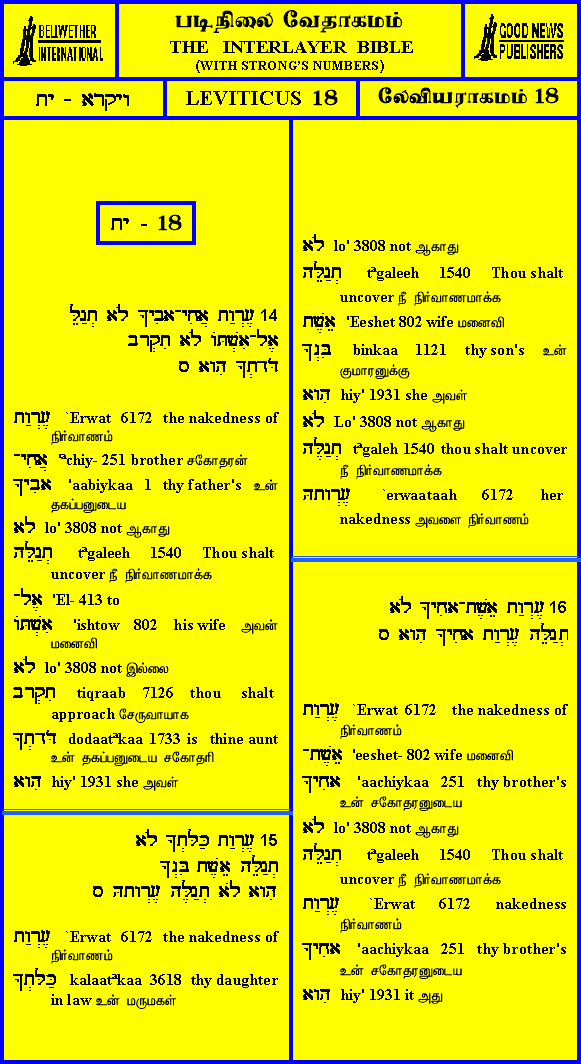 BELLWETHER
INTERNATIONAL
படிநிலை வேதாகமம்
THE INTERLAYER BIBLE
(WITH STRONG'S NUMBERS)
GOOD NEWS
PUBLISHERS
ויקרא - יח
LEVITICUS 18
லேவியராகமம் 18
יח - 18
14 עֶרְוַת אֲחִי־אָבִיךָ לֹא תְגַלֵּ
אֶל־אִשְׁתּוֹ לֹא תִקְרָב
דֹּדָתְךָ הִוא ס
עֶרְוַת `Erwat 6172 the nakedness of
நிர்வாணம்
אֲחִי־ ªchiy- 251 brother சகோதரன்
אָבִיךָ 'aabiykaa 1 thy father's உன்
தகப்பனுடைய
לֹא lo' 3808 not ஆகாது
תְגַלֵּה tªgaleeh 1540 Thou shalt
uncover நீ நிர்வாணமாக்க
אֶל־ 'El- 413 to
אִשְׁתּוֹ 'ishtow 802 his wife அவன்
மனைவி
לֹא lo' 3808 not இல்லை
תִקְרָב tiqraab 7126 thou shalt
approach சேருவாயாக
דֹּדָתְךָ dodaatªkaa 1733 is thine aunt
உன் தகப்பனுடைய சகோதரி
הִוא hiy' 1931 she அவள்
15 עֶרְוַת כַּלָּתְךָ לֹא
תְגַלֵּה אֵשֶׁת בִּנְךָ
הִוא לֹא תְגַלֶּה עֶרְוָתָהּ ס
עֶרְוַת `Erwat 6172 the nakedness of
நிர்வாணம்
כַּלָּתְךָ kalaatªkaa 3618 thy daughter
in law உன் மருமகள்
לֹא lo' 3808 not ஆகாது
תְגַלֵּה tªgaleeh 1540 Thou shalt
uncover நீ நிர்வாணமாக்க
אֵשֶׁת 'Eeshet 802 wife மனைவி
בִּנְךָ binkaa 1121 thy son's உன்
குமாரனுக்கு
הִוא hiy' 1931 she அவள்
לֹא Lo' 3808 not ஆகாது
תְגַלֶּה tªgaleh 1540 thou shalt uncover
நீ நிர்வாணமாக்க
עֶרְוָתָהּ `erwaataah 6172 her
nakedness அவளை நிர்வாணம்
16 עֶרְוַת אֵשֶׁת־אָחִיךָ לֹא
תְגַלֵּה עֶרְוַת אָחִיךָ הִוא ס
עֶרְוַת `Erwat 6172 the nakedness of
நிர்வாணம்
אֵשֶׁת־ 'eeshet- 802 wife மனைவி
אָחִיךָ 'aachiykaa 251 thy brother's
உன் சகோதரனுடைய
לֹא lo' 3808 not ஆகாது
תְגַלֵּה tªgaleeh 1540 Thou shalt
uncover நீ நிர்வாணமாக்க
עֶרְוַת `Erwat 6172 nakedness
நிர்வாணம்
אָחִיךָ 'aachiykaa 251 thy brother's
உன் சகோதரனுடைய
הִוא hiy' 1931 it அது